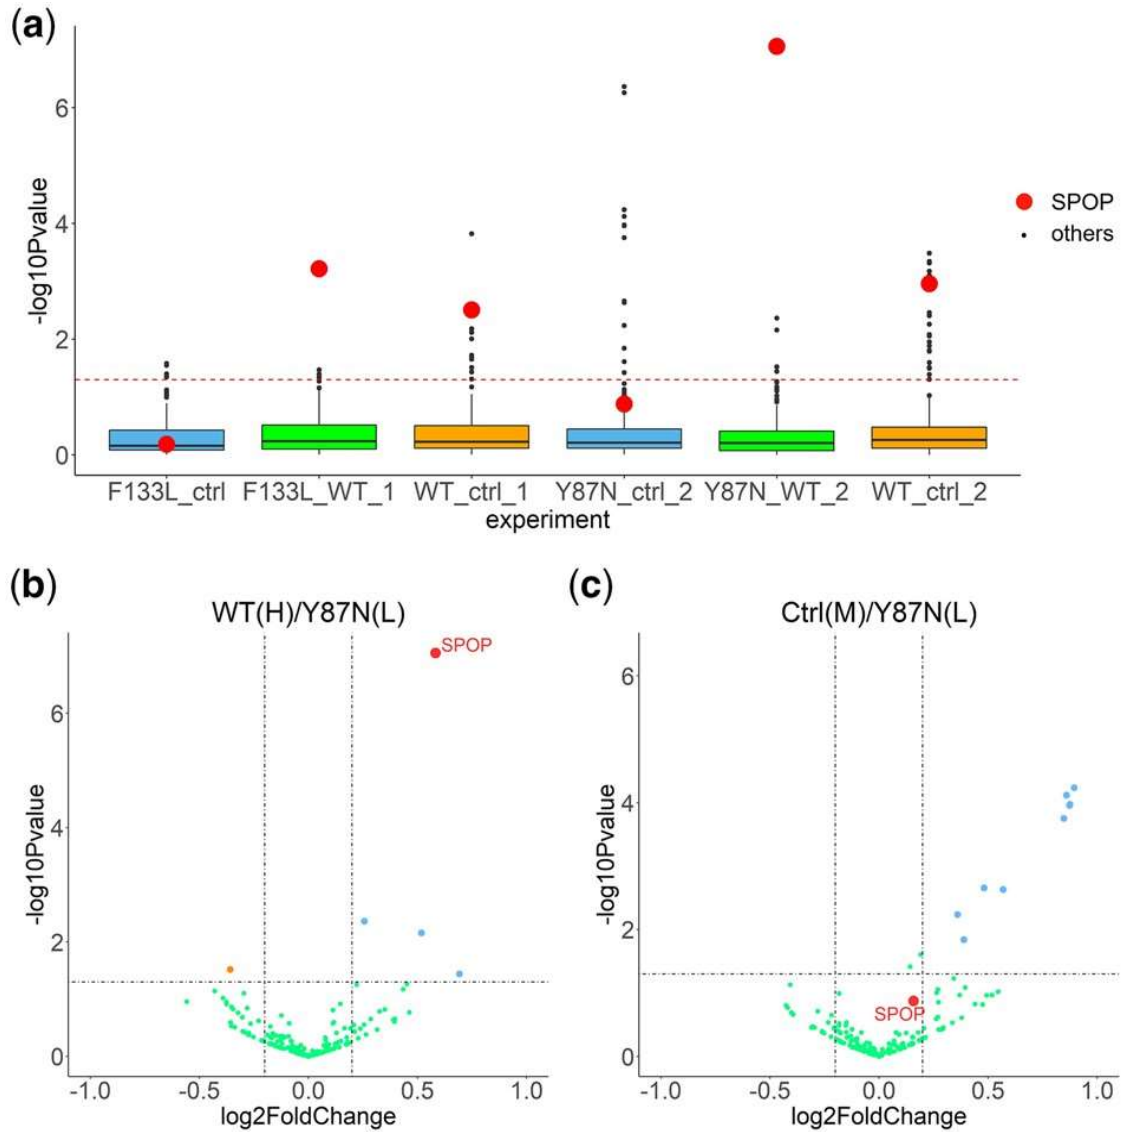 (a)
6
4
2
0
-log10Pvalue
SPOP
others
F133L_ctrl F133L_WT_1 WT_ctrl_1 Y87N_ctrl_2 Y87N_WT_2 WT_ctrl_2
experiment
(b)
WT(H)/Y87N(L)
SPOP
6
4
2
0
-log10Pvalue
-1.0 -0.5 0.0 0.5 1.0
log2FoldChange
(c)
Ctrl(M)/Y87N(L)
6
4
2
0
-log10Pvalue
SPOP
-1.0 -0.5 0.0 0.5 1.0
log2FoldChange